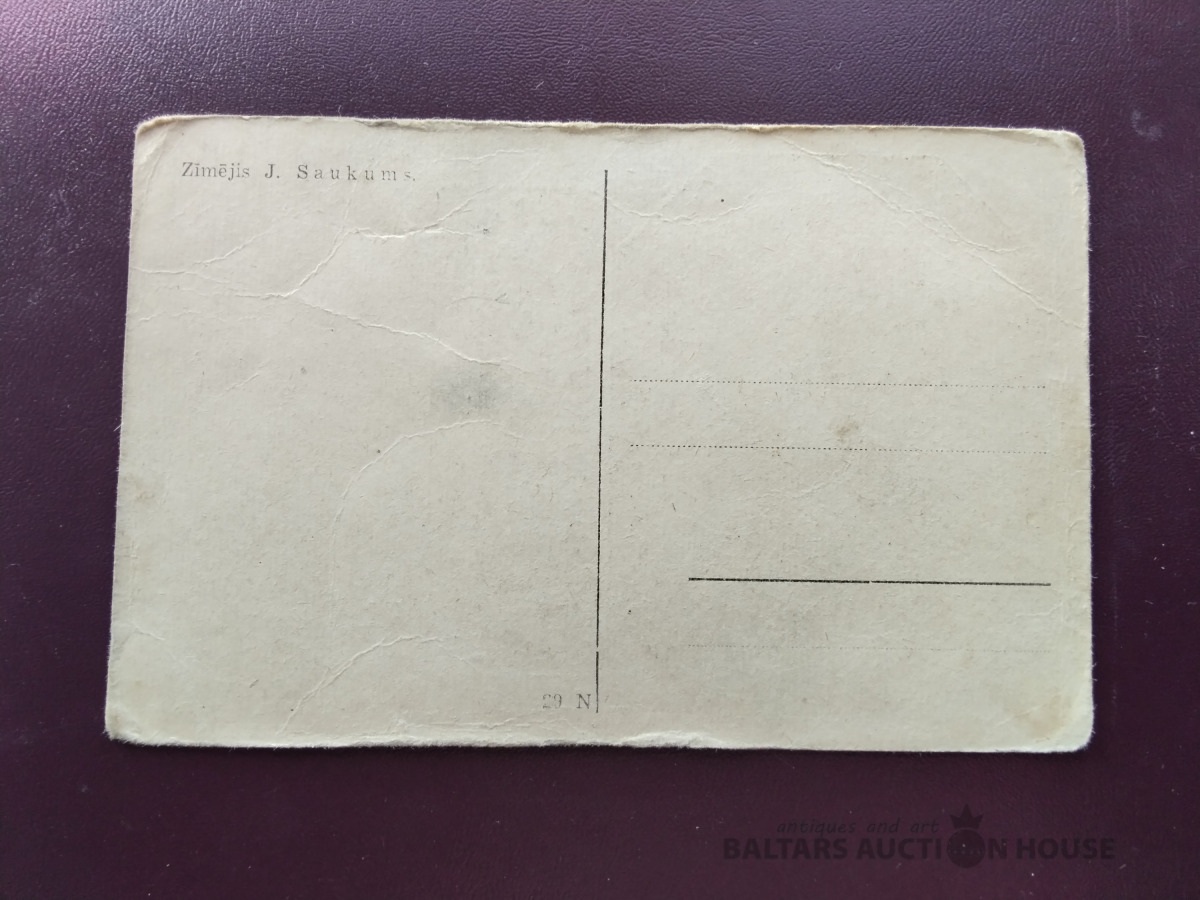 Zīmējis J. Saukums.
29 N
antiques and art
BALTARS AUCTION HOUSE